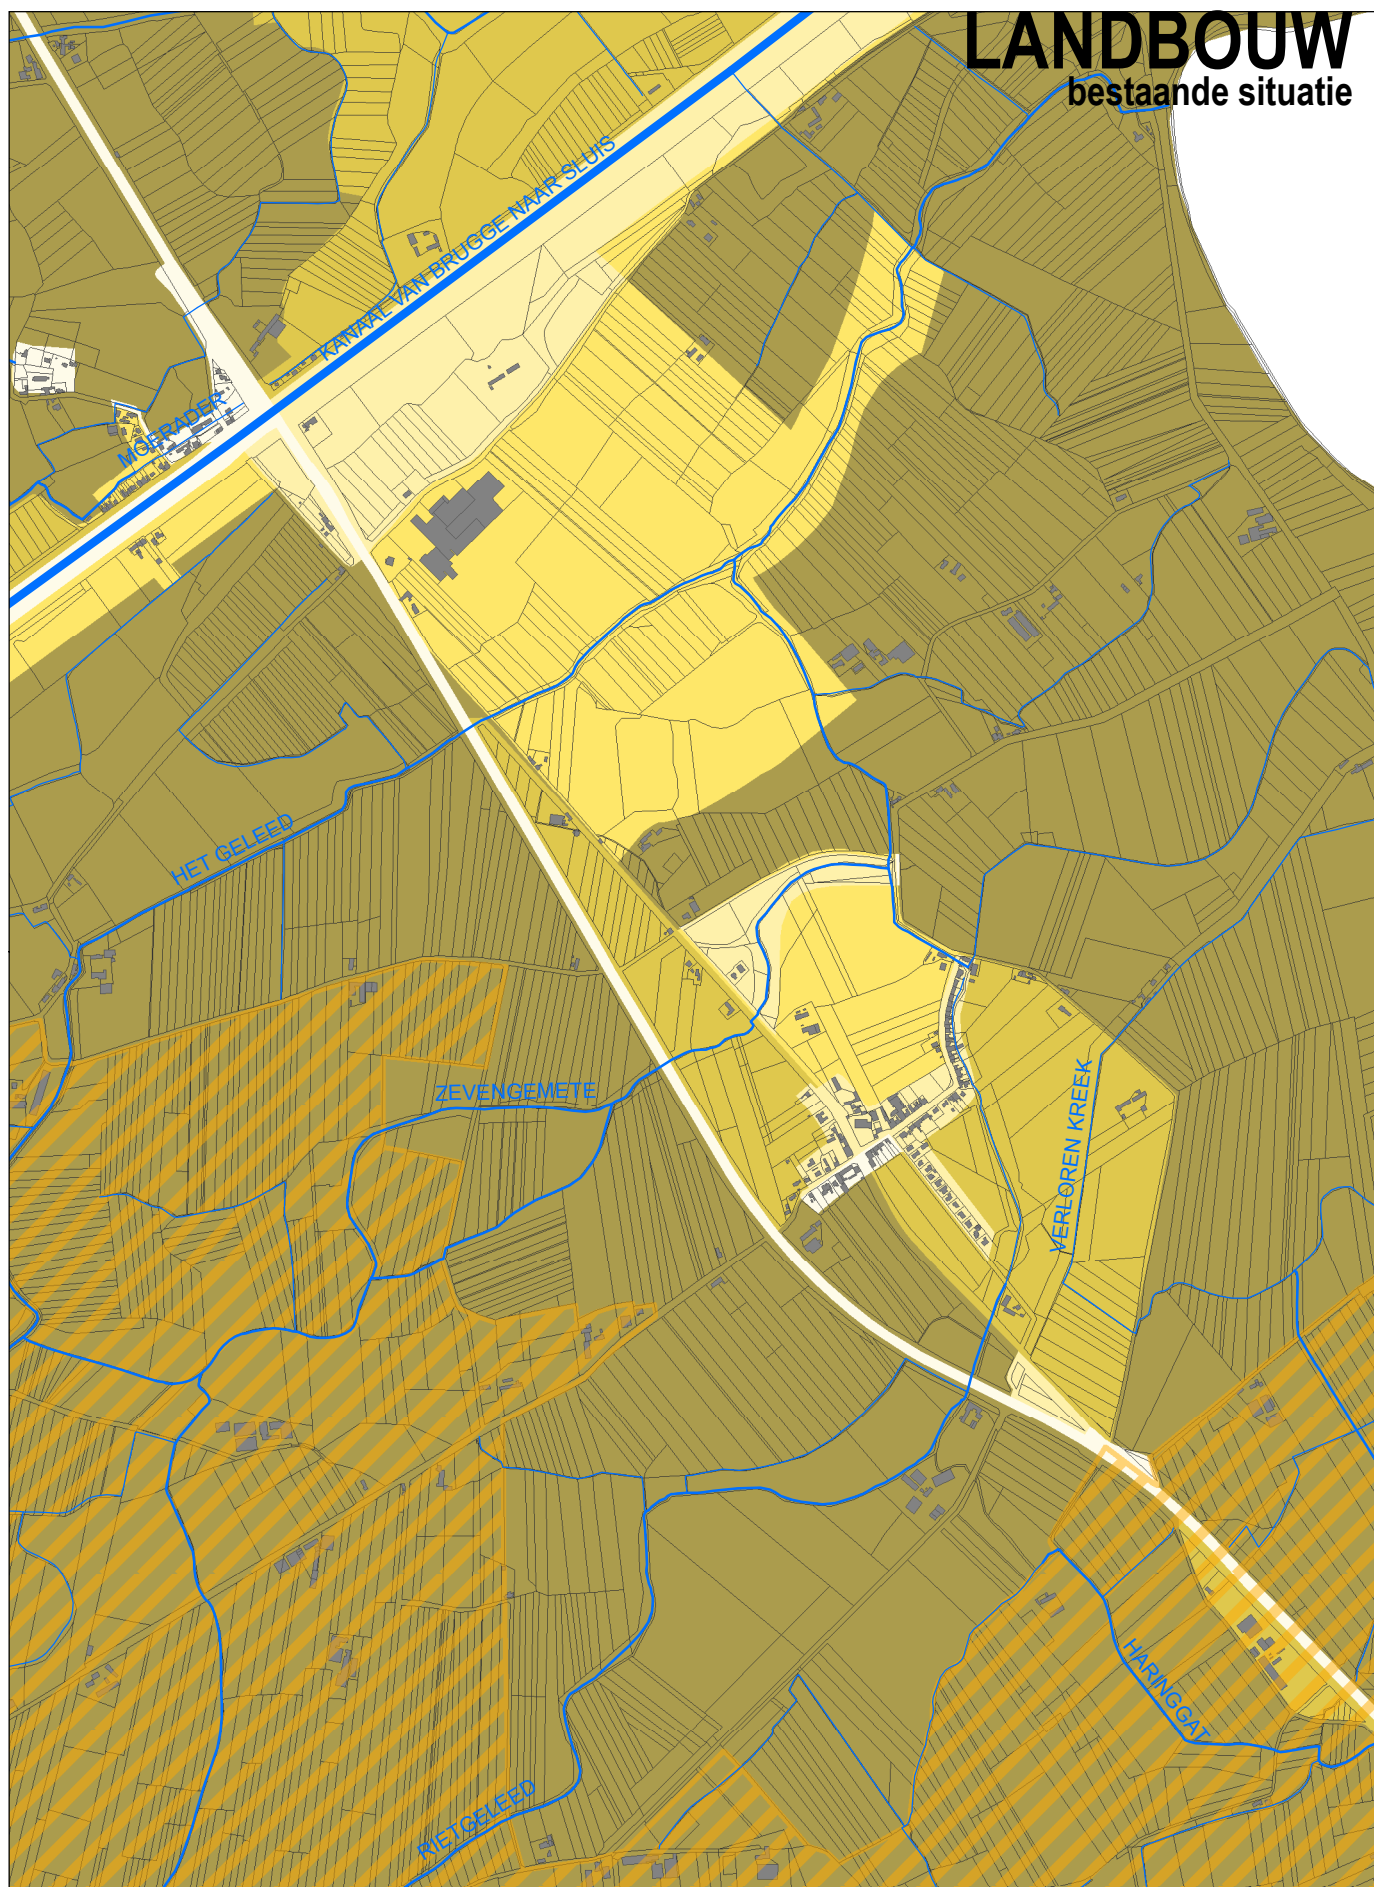 LANDBOUW
bestaande situatie
KANAAL VAN BRUGGE NAAR SLUIS
MOERADER
HET GELEED
ZEVENGEMETE
VERLOREN KREEK
HARINGGAT
RIETGELEED